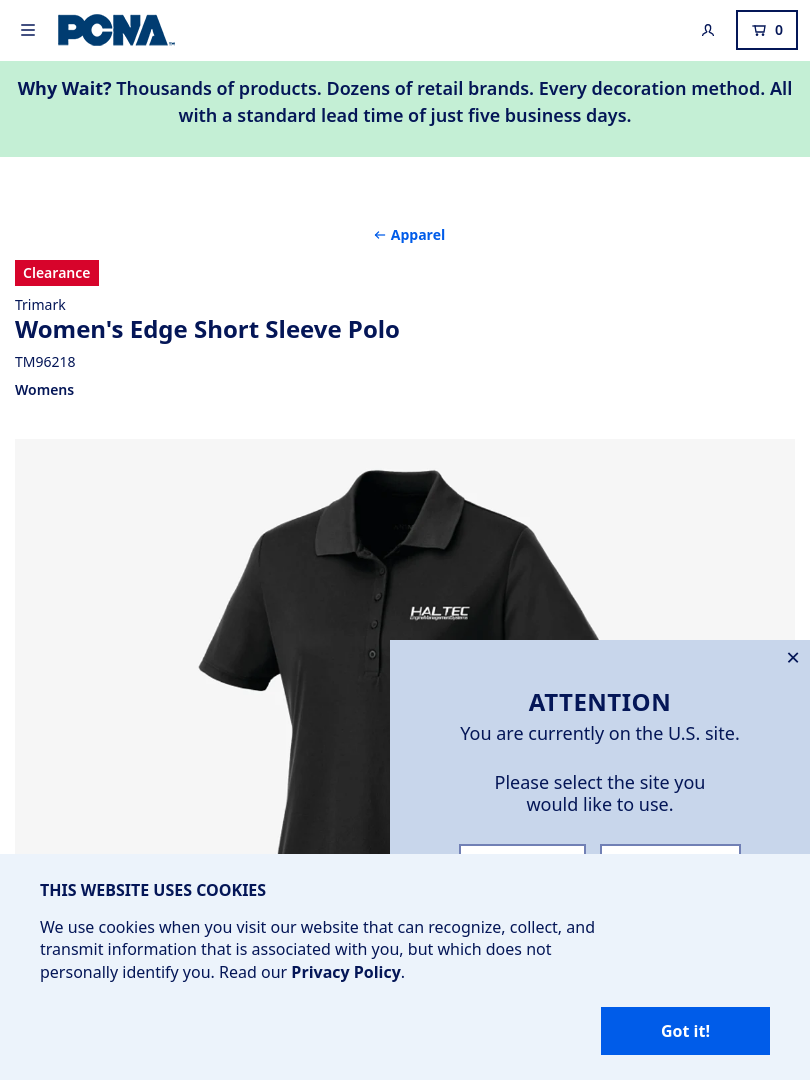 PCNA
0
Why Wait? Thousands of products. Dozens of retail brands. Every decoration method. All
with a standard lead time of just five business days.
← Apparel
Clearance
Trimark
Women's Edge Short Sleeve Polo
TM96218
Womens
HALTEC
EngineManagementSystems
ATTENTION
You are currently on the U.S. site.
Please select the site you
would like to use.
THIS WEBSITE USES COOKIES
We use cookies when you visit our website that can recognize, collect, and
transmit information that is associated with you, but which does not
personally identify you. Read our Privacy Policy.
Got it!